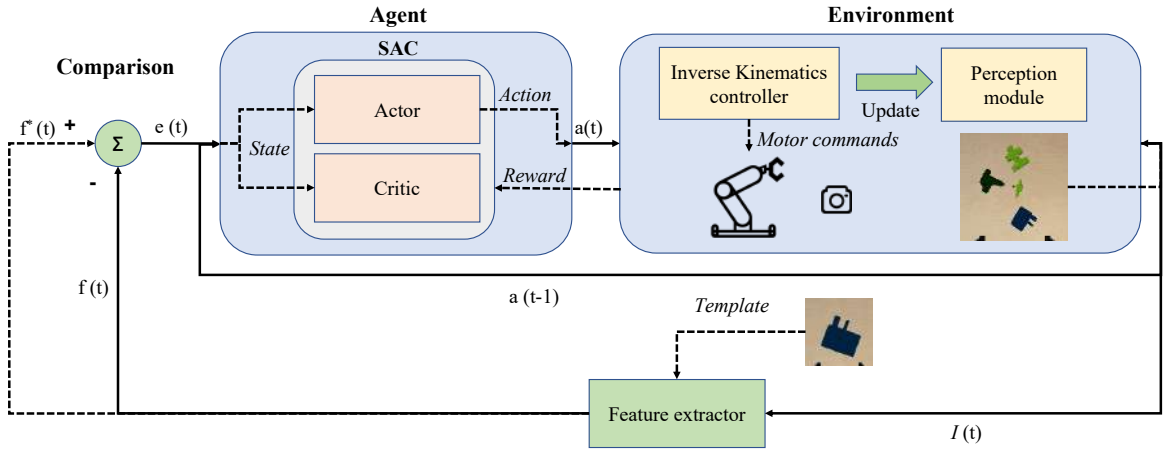 Agent
Environment
Comparison
SAC
Inverse Kinematics
controller
Perception
module
Update
Actor
Action
f*(t)
+
e (t)
Σ
a(t)
State
Motor commands
-
Critic
Reward
f (t)
a (t-1)
Template
Feature extractor
I (t)